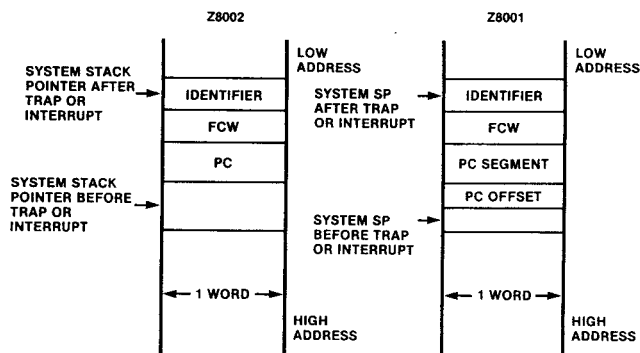 Z8002
LOW
ADDRESS
SYSTEM STACK
POINTER AFTER
TRAP OR
INTERRUPT
IDENTIFIER
FCW
PC
SYSTEM STACK
POINTER BEFORE
TRAP OR
INTERRUPT
1 WORD
HIGH
ADDRESS
Z8001
LOW
ADDRESS
SYSTEM SP
AFTER TRAP
OR INTERRUPT
IDENTIFIER
FCW
PC SEGMENT
PC OFFSET
SYSTEM SP
BEFORE TRAP
OR INTERRUPT
1 WORD
HIGH
ADDRESS